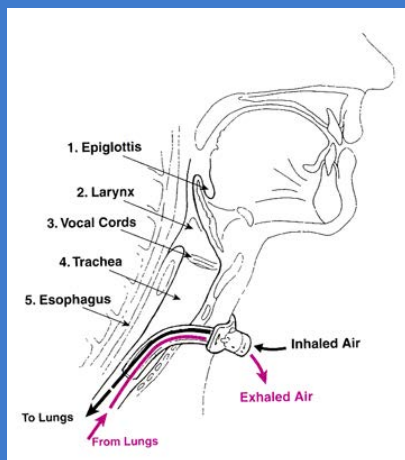 1. Epiglottis
2. Larynx
3. Vocal Cords
4. Trachea
5. Esophagus
Inhaled Air
Exhaled Air
To Lungs
From Lungs